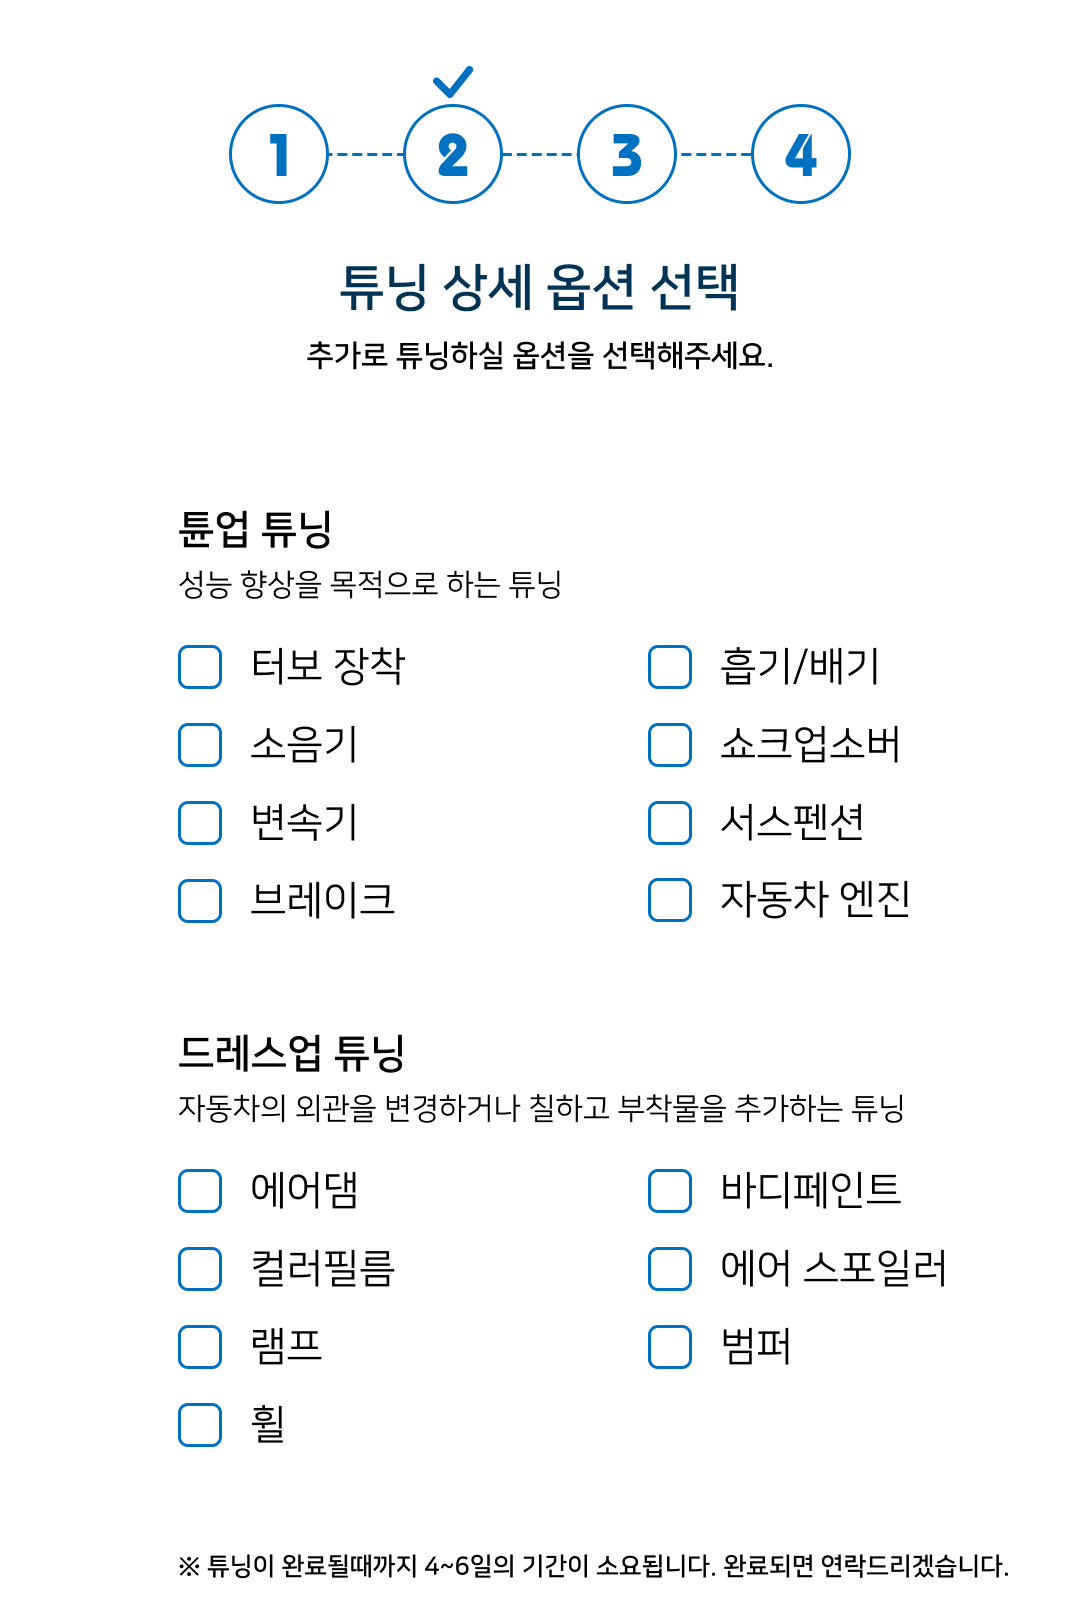 1 2 3 4
튜닝 상세 옵션 선택
추가로 튜닝하실 옵션을 선택해주세요.
튠업 튜닝
성능 향상을 목적으로 하는 튜닝
터보 장착
흡기/배기
소음기
쇼크업소버
변속기
서스펜션
브레이크
자동차 엔진
드레스업 튜닝
자동차의 외관을 변경하거나 칠하고 부착물을 추가하는 튜닝
에어댐
바디페인트
컬러필름
에어 스포일러
램프
범퍼
휠
※ 튜닝이 완료될때까지 4~6일의 기간이 소요됩니다. 완료되면 연락드리겠습니다.